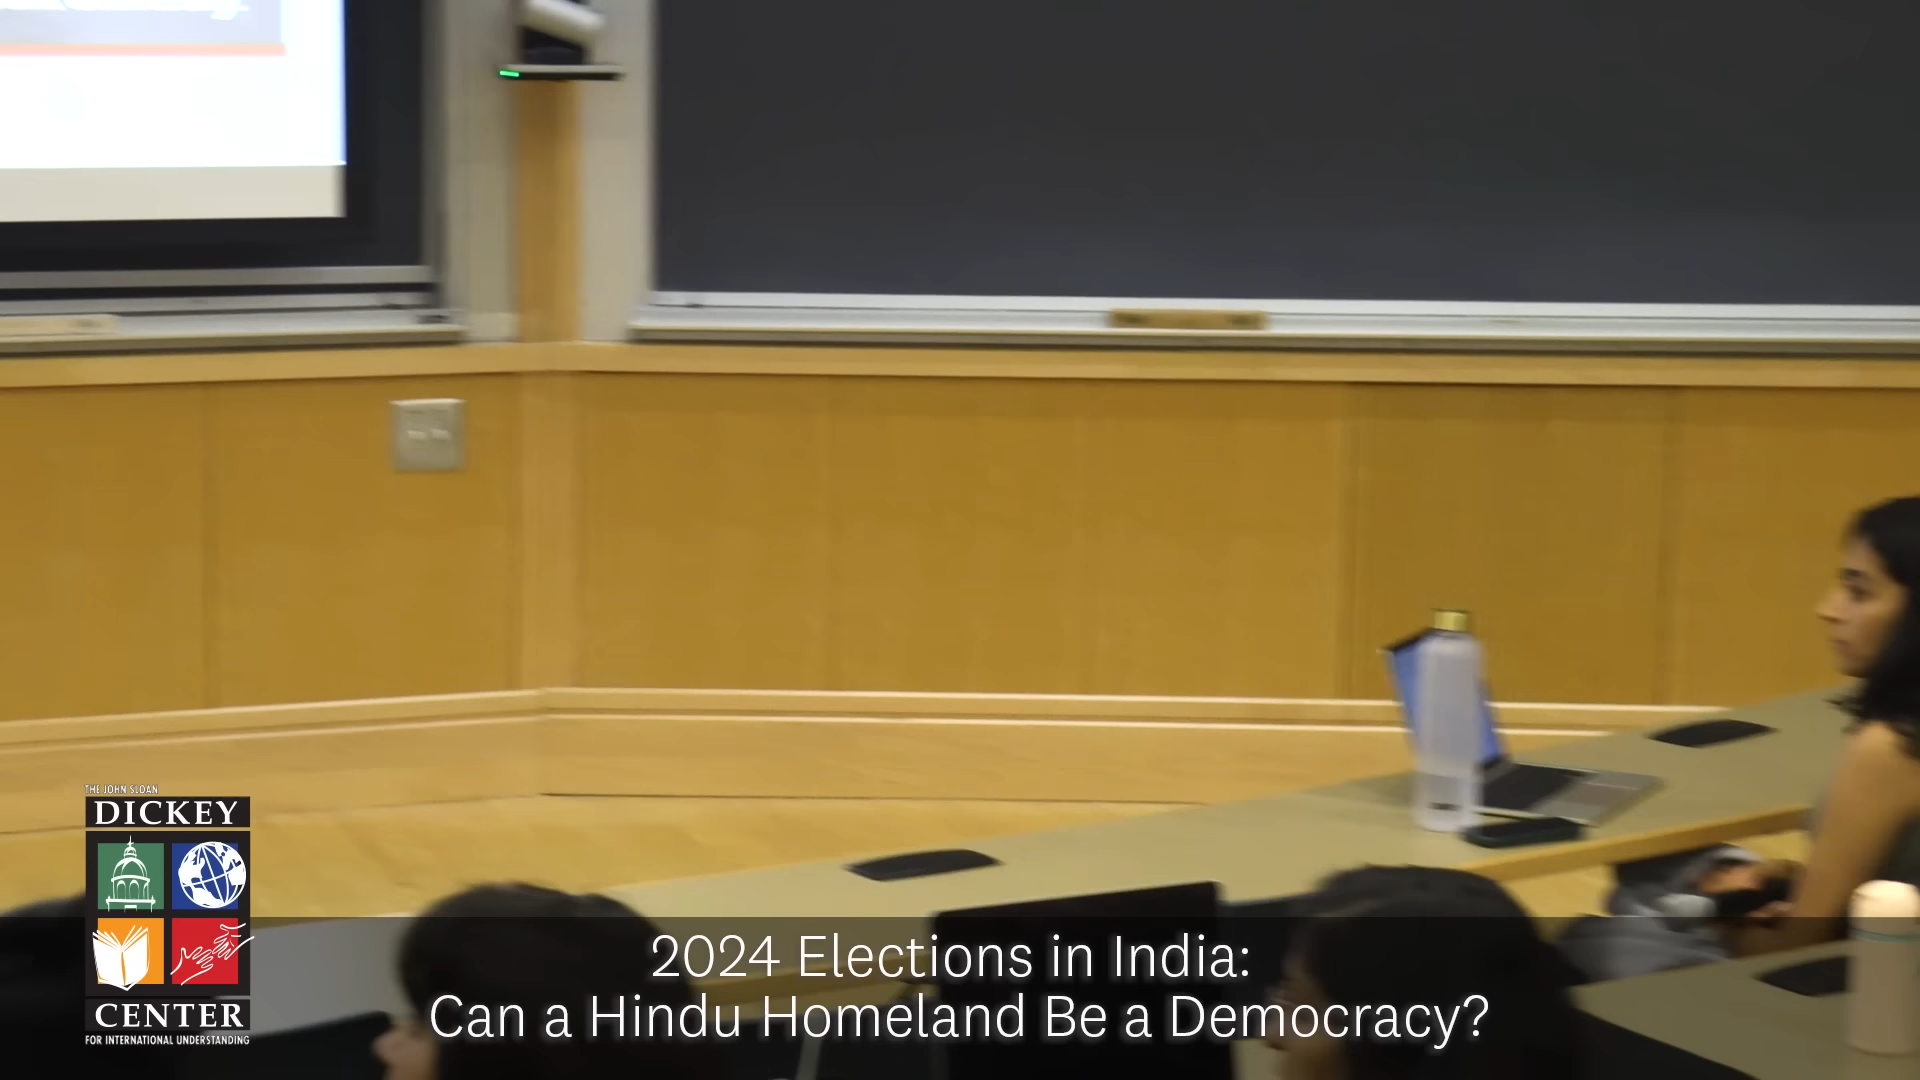 THE JOHN SLOAN
DICKEY
CENTER
FOR INTERNATIONAL UNDERSTANDING
2024 Elections in India:
Can a Hindu Homeland Be a Democracy?